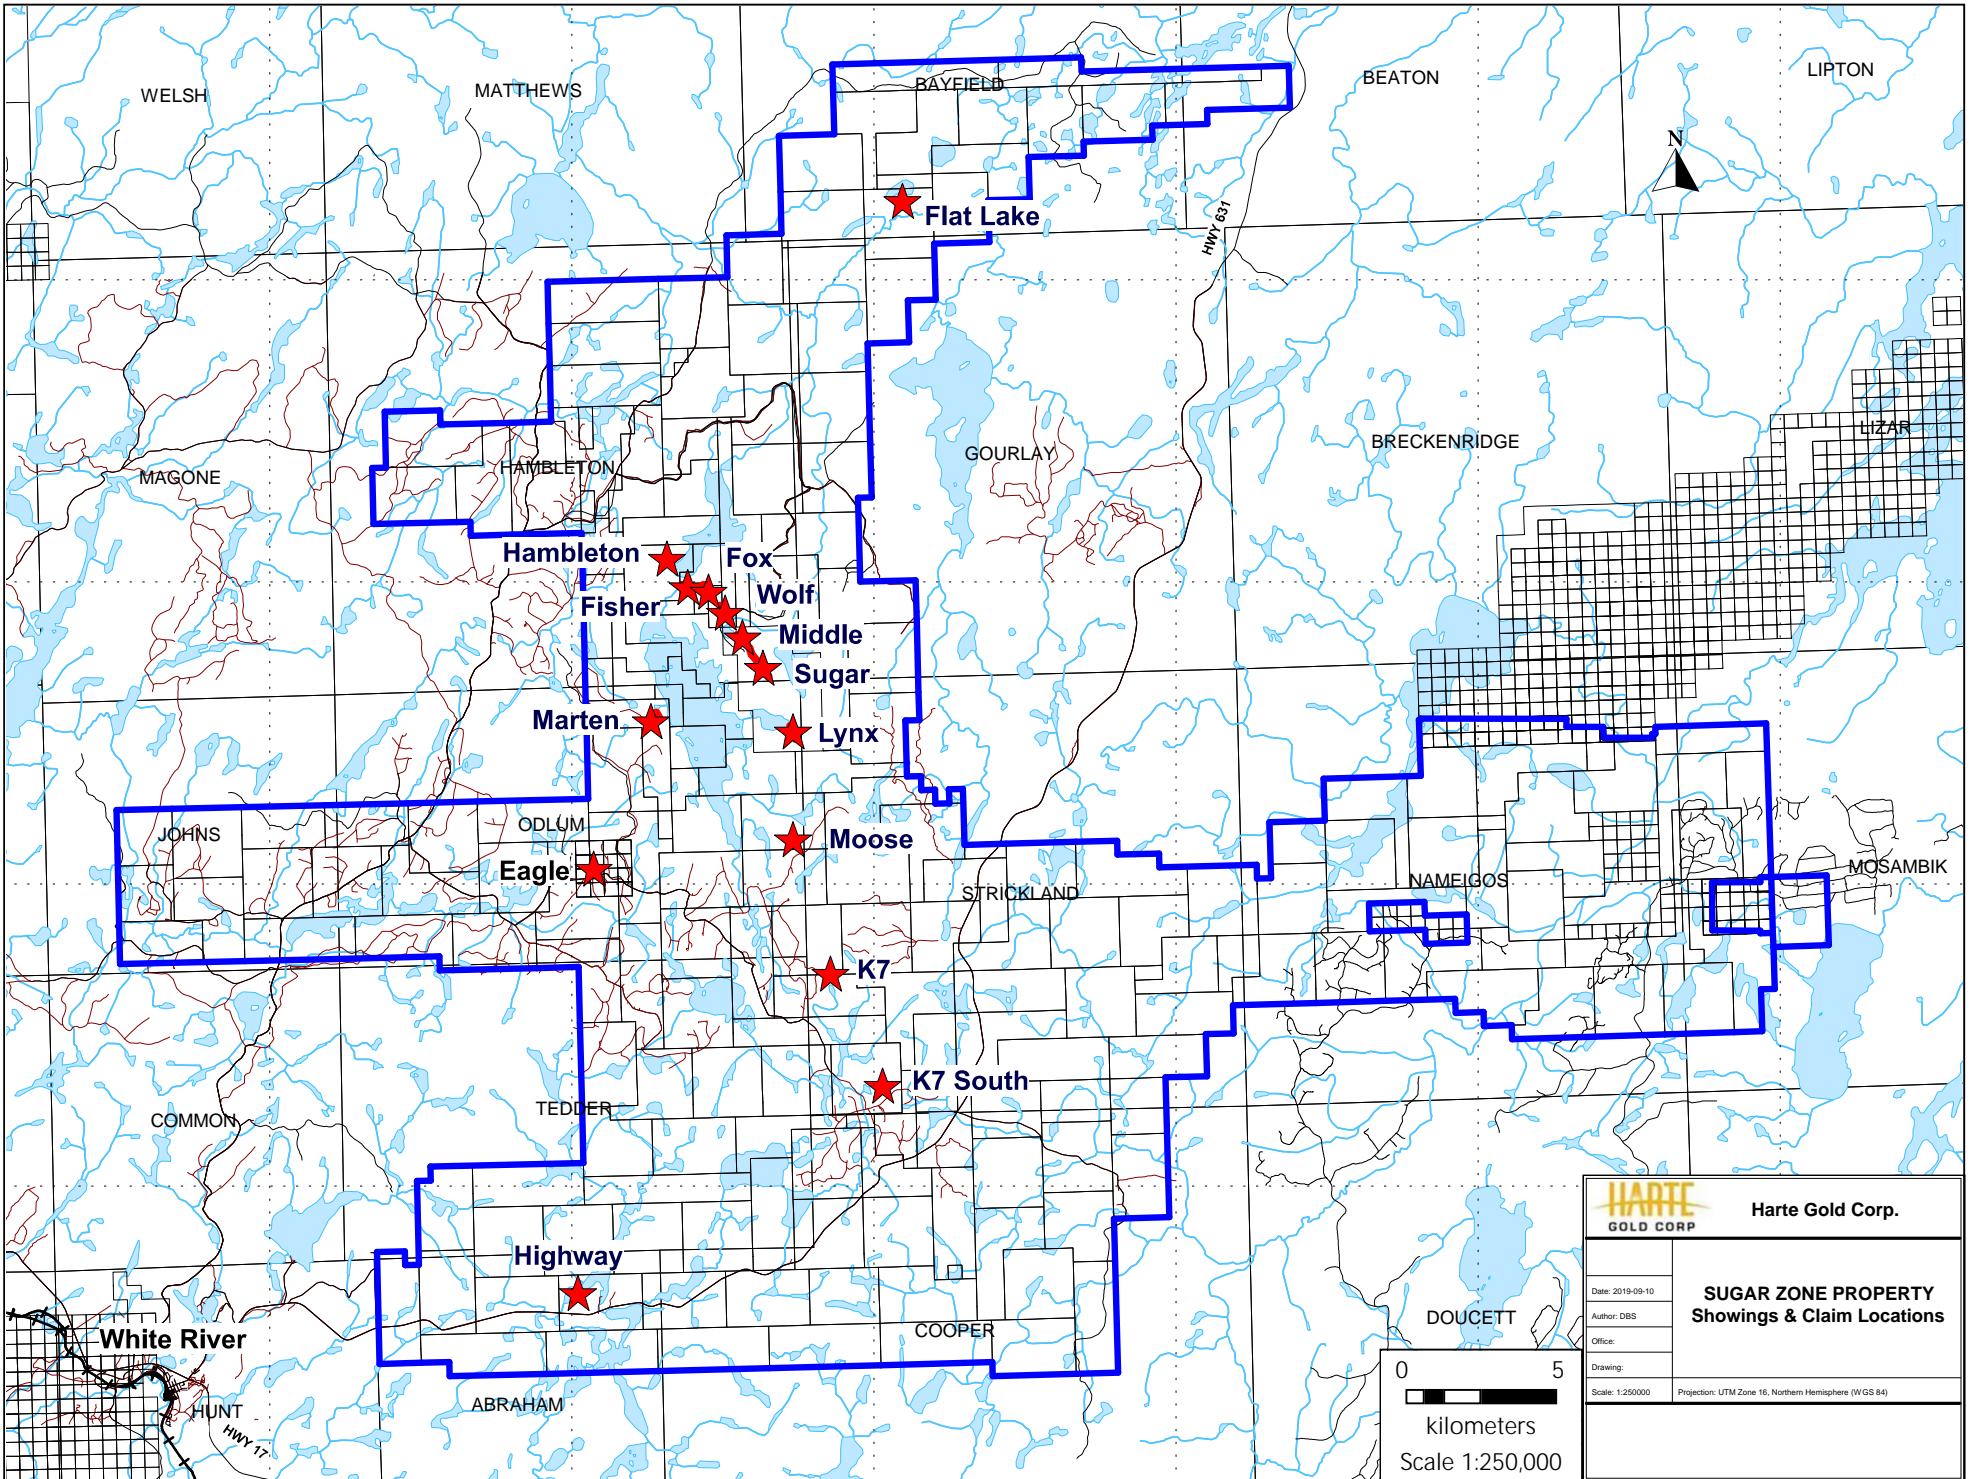 WELSH
MATTHEWS
BAYFIELD
BEATON
LIPTON
N
Flat Lake
HWY 631
MAGONE
HAMBLETON
GOURLAY
BRECKENRIDGE
LIZAR
Hambleton
Fox
Fisher
Wolf
Middle
Sugar
Marten
Lynx
JOHNS
ODLUM
Moose
Eagle
STRICKLAND
NAMEIGOS
MOSAMBIK
K7
K7 South
COMMON
TEDDER
Highway
COOPER
DOUCETT
White River
HUNT
HWY 17
ABRAHAM
0 5
kilometers
Scale 1:250,000
HARTE
GOLD CORP
Harte Gold Corp.
SUGAR ZONE PROPERTY
Showings & Claim Locations
Date: 2019-09-10
Author: DBS
Office:
Drawing:
Scale: 1:250000
Projection: UTM Zone 16, Northern Hemisphere (WGS 84)